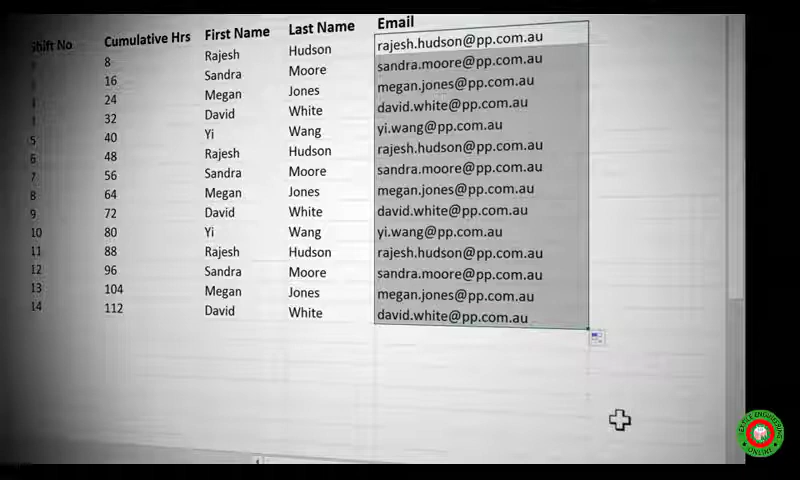 Shift No Cumulative Hrs First Name Last Name Email
8 Rajesh Hudson rajesh.hudson@pp.com.au
16 Sandra Moore sandra.moore@pp.com.au
24 Megan Jones megan.jones@pp.com.au
32 David White david.white@pp.com.au
5 40 Yi Wang yi.wang@pp.com.au
6 48 Rajesh Hudson rajesh.hudson@pp.com.au
7 56 Sandra Moore sandra.moore@pp.com.au
8 64 Megan Jones megan.jones@pp.com.au
9 72 David White david.white@pp.com.au
10 80 Yi Wang yi.wang@pp.com.au
11 88 Rajesh Hudson rajesh.hudson@pp.com.au
12 96 Sandra Moore sandra.moore@pp.com.au
13 104 Megan Jones megan.jones@pp.com.au
14 112 David White david.white@pp.com.au
TEXTILE ENGINEERING
ONLINE